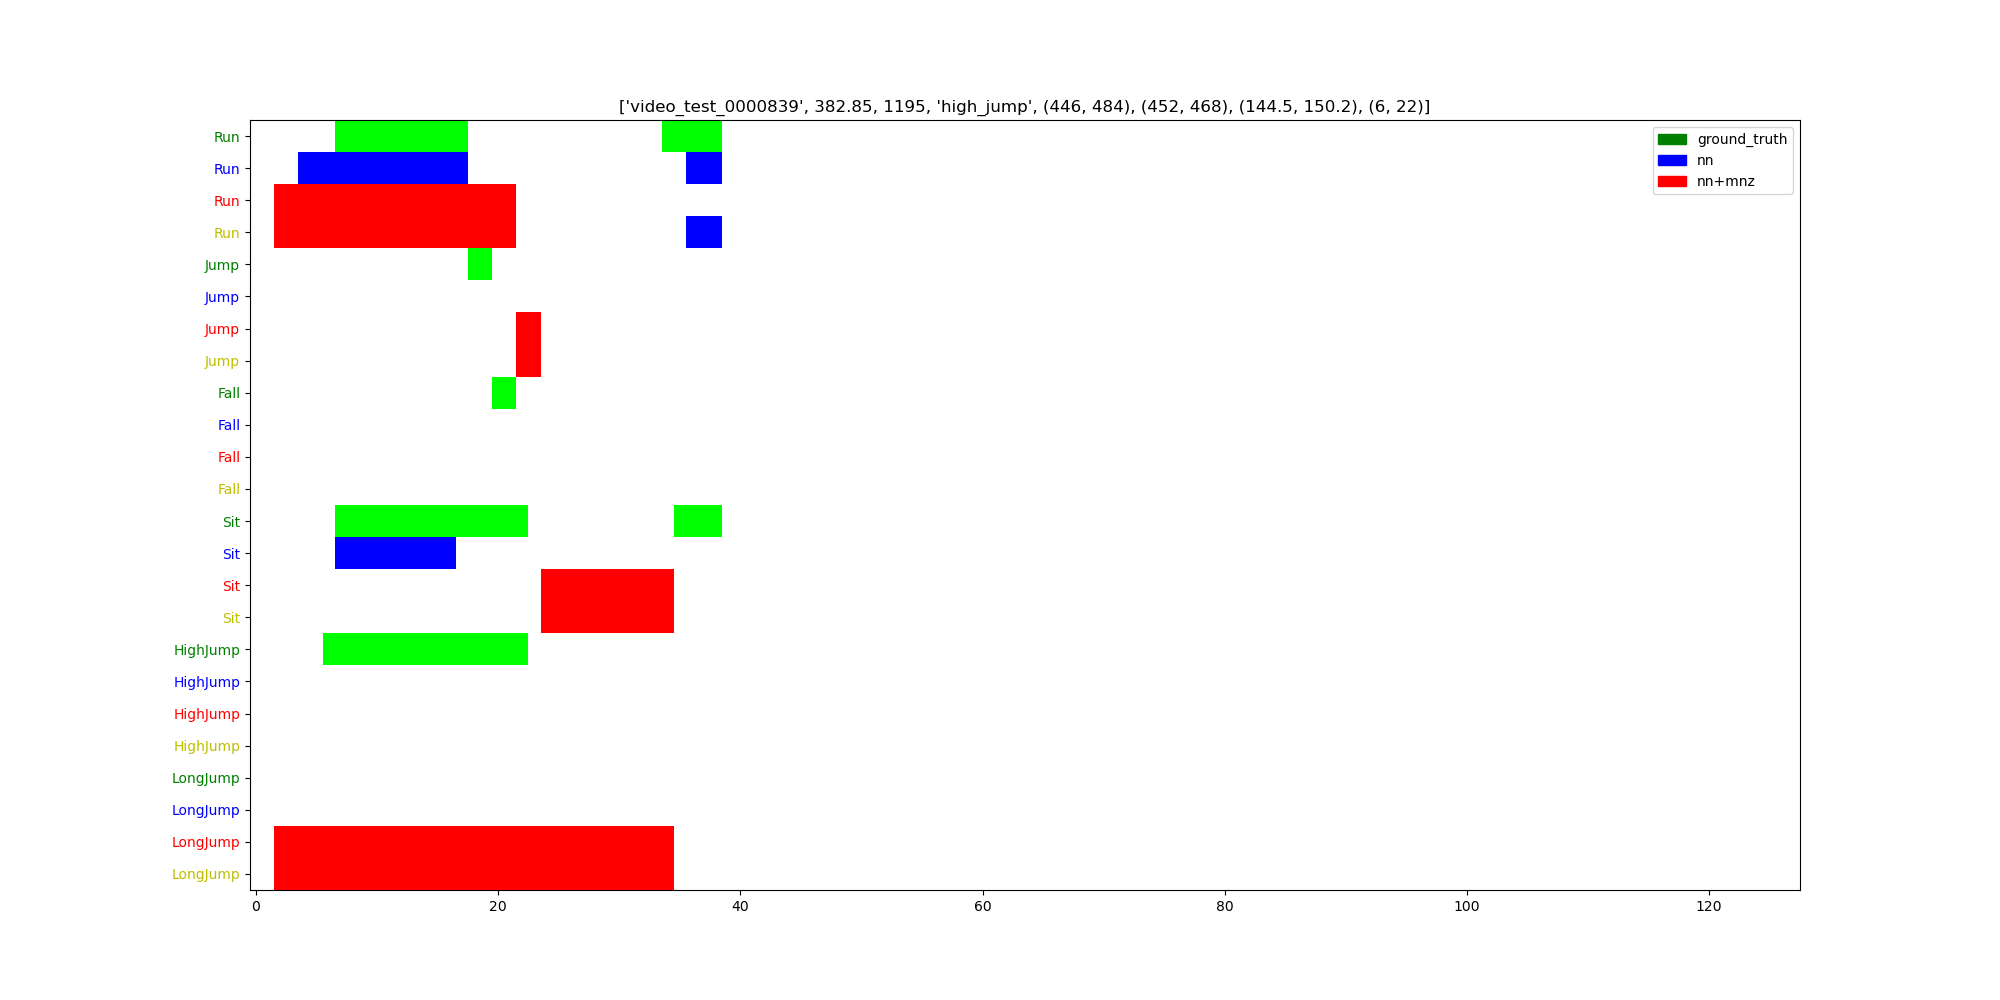 ['video_test_0000839', 382.85, 1195, 'high_jump', (446, 484), (452, 468), (144.5, 150.2), (6, 22)]
ground_truth
nn
nn+mnz
Run
Run
Run
Run
Jump
Jump
Jump
Jump
Fall
Fall
Fall
Fall
Sit
Sit
Sit
Sit
HighJump
HighJump
HighJump
HighJump
LongJump
LongJump
LongJump
LongJump
0 20 40 60 80 100 120